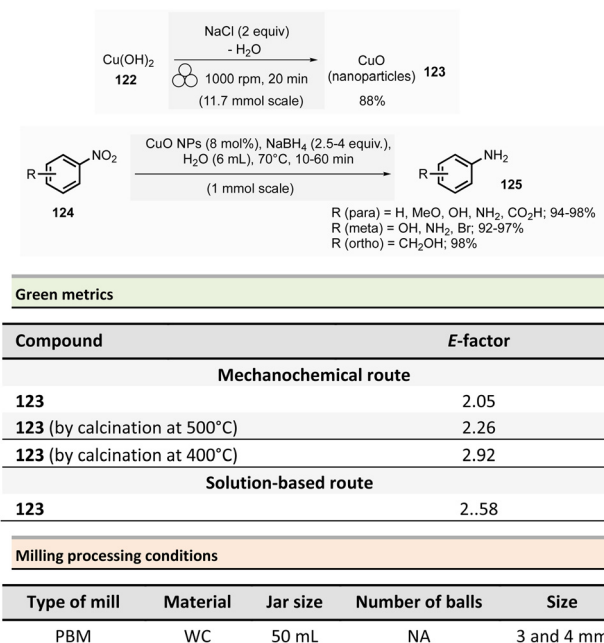 NaCl (2 equiv)
- H₂O
Cu(OH)₂
122
1000 rpm, 20 min
(11.7 mmol scale)
CuO
(nanoparticles) 123
88%
CuO NPs (8 mol%), NaBH₄ (2.5-4 equiv.),
H₂O (6 mL), 70°C, 10-60 min
(1 mmol scale)
R
NO₂
124
R
NH₂
125
R (para) = H, MeO, OH, NH₂, CO₂H; 94-98%
R (meta) = OH, NH₂, Br; 92-97%
R (ortho) = CH₂OH; 98%
Green metrics
Compound E-factor
Mechanochemical route
123 2.05
123 (by calcination at 500°C) 2.26
123 (by calcination at 400°C) 2.92
Solution-based route
123 2..58
Milling processing conditions
Type of mill Material Jar size Number of balls Size
PBM WC 50 mL NA 3 and 4 mm